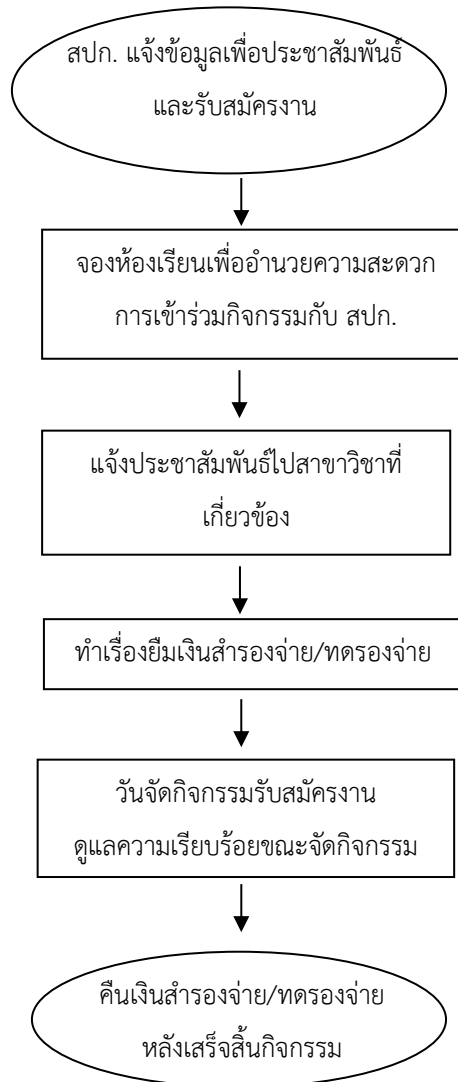 สปก. แจ้งข้อมูลเพื่อประชาสัมพันธ์
และรับสมัครงาน
จองห้องเรียนเพื่ออำนวยความสะดวก
การเข้าร่วมกิจกรรมกับ สปก.
แจ้งประชาสัมพันธ์ไปสาขาวิชาที่
เกี่ยวข้อง
ทำเรื่องยืมเงินสำรองจ่าย/ทดรองจ่าย
วันจัดกิจกรรมรับสมัครงาน
ดูแลความเรียบร้อยขณะจัดกิจกรรม
คืนเงินสำรองจ่าย/ทดรองจ่าย
หลังเสร็จสิ้นกิจกรรม